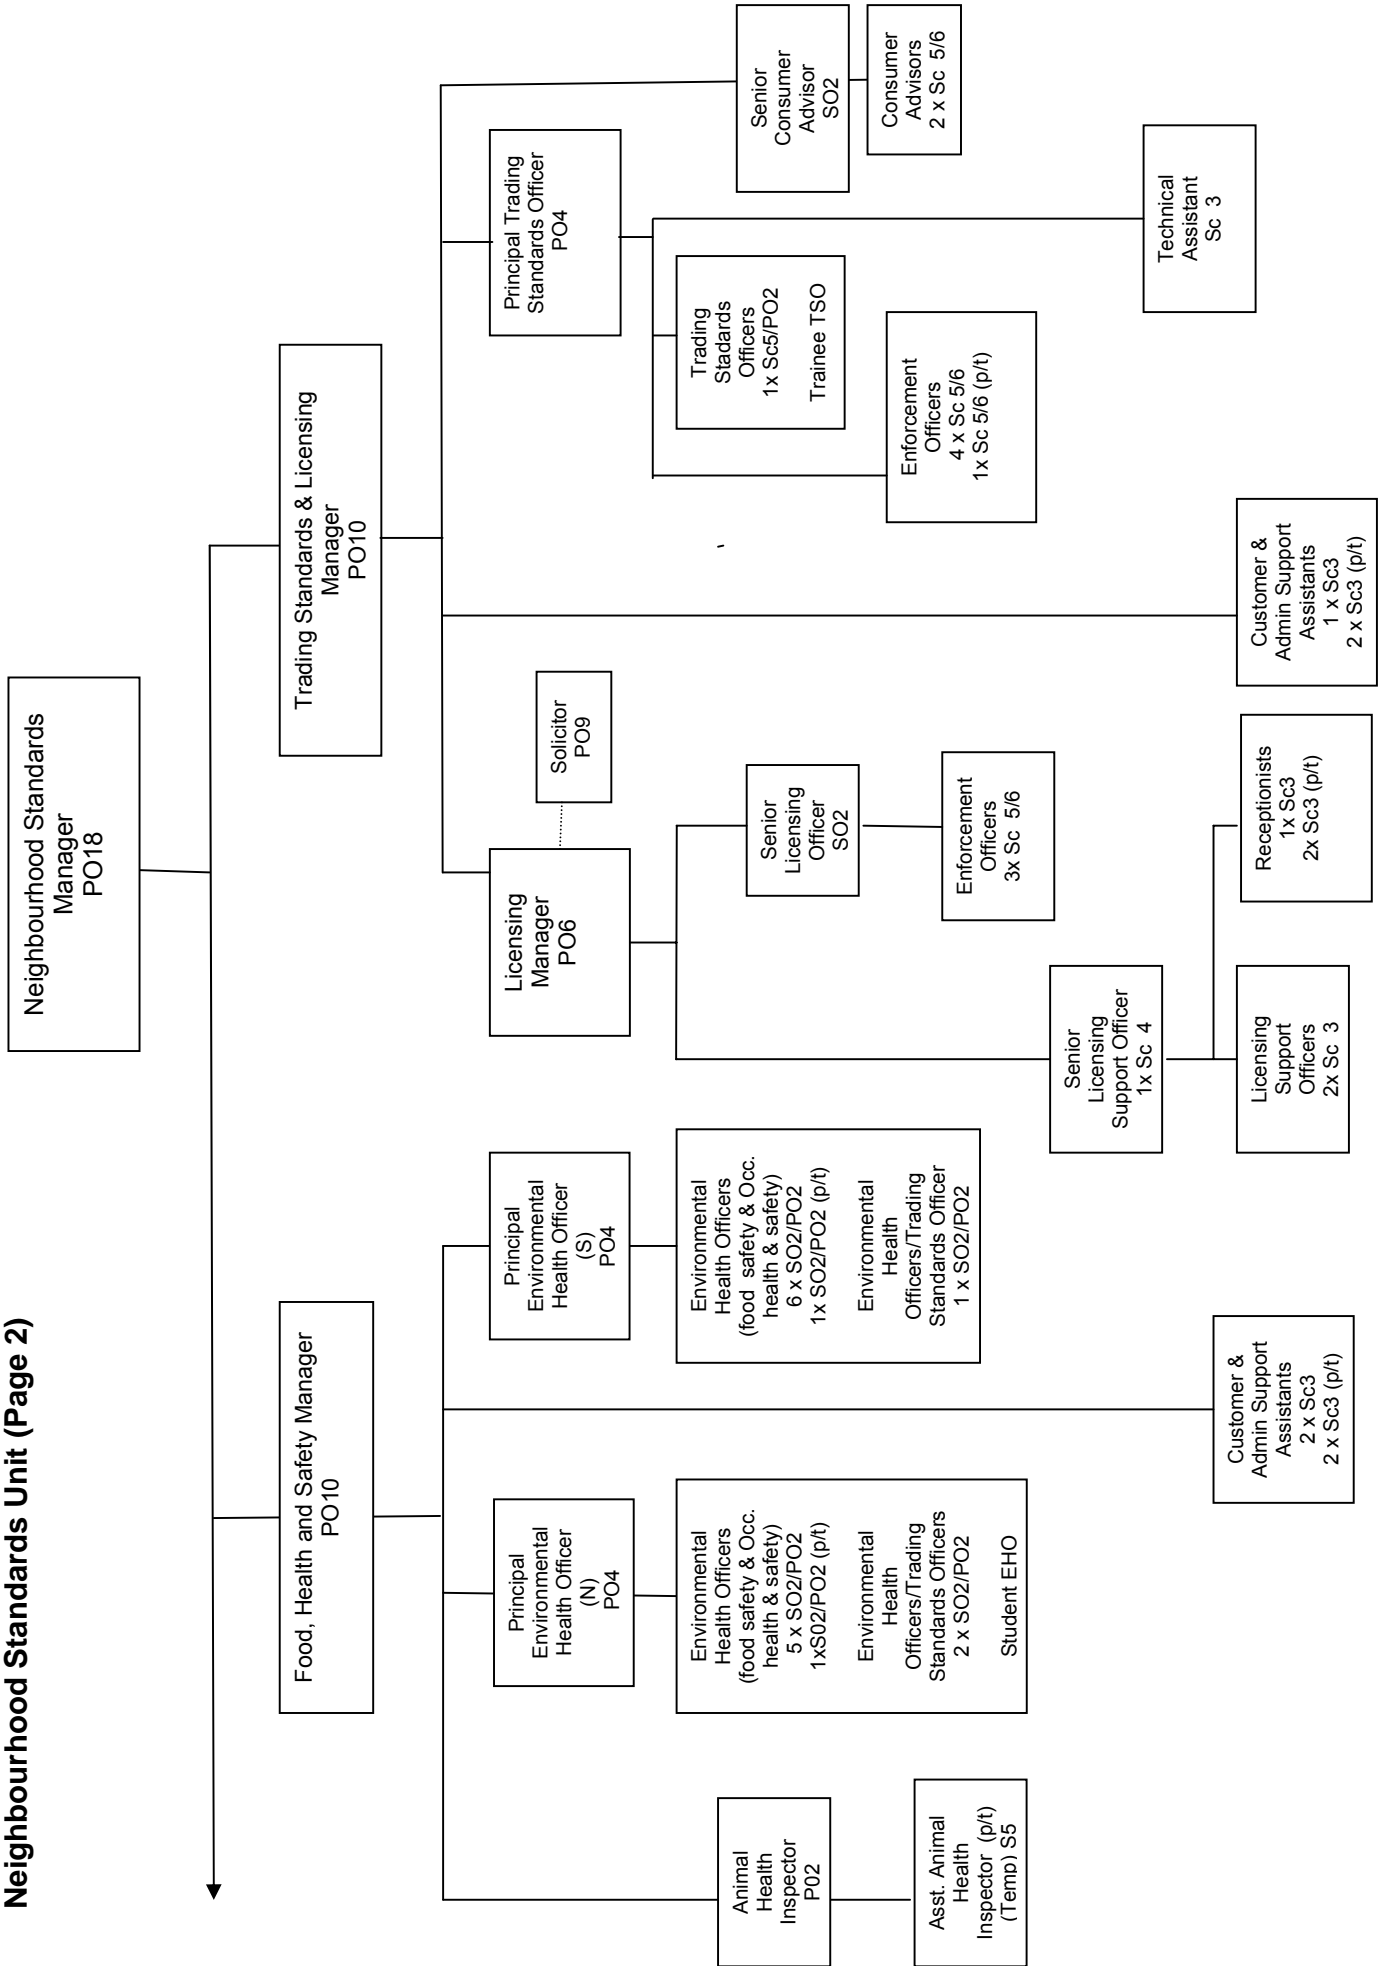 Neighbourhood Standards Unit (Page 2)
Neighbourhood Standards
Manager
PO18
Food, Health and Safety Manager
PO10
Trading Standards & Licensing
Manager
PO10
Principal
Environmental
Health Officer
(N)
PO4
Principal
Environmental
Health Officer
(S)
PO4
Licensing
Manager
PO6
Solicitor
PO9
Principal Trading
Standards Officer
PO4
Environmental
Health Officers
(food safety & Occ.
health & safety)
5 x SO2/PO2
1xS02/PO2 (p/t)
Environmental
Health
Officers/Trading
Standards Officers
2 x SO2/PO2
Student EHO
Environmental
Health Officers
(food  safety & Occ.
health & safety)
6 x SO2/PO2
1x SO2/PO2 (p/t)
Environmental
Health
Officers/Trading
Standards Officer
1 x SO2/PO2
Trading
Stadards
Officers
1x Sc5/PO2
Trainee TSO
Animal
Health
Inspector
P02
Senior
Licensing
Officer
SO2
Senior
Consumer
Advisor
SO2
Asst. Animal
Health
Inspector  (p/t)
(Temp) S5
Enforcement
Officers
3x Sc  5/6
Enforcement
Officers
4 x Sc 5/6
1x Sc 5/6 (p/t)
Consumer
Advisors
2 x Sc  5/6
Senior
Licensing
Support Officer
1x Sc  4
Technical
Assistant
Sc  3
Customer &
Admin Support
Assistants
2 x Sc3
2 x Sc3 (p/t)
Licensing
Support
Officers
2x Sc  3
Receptionists
1x Sc3
2x Sc3 (p/t)
Customer &
Admin Support
Assistants
1 x Sc3
2 x Sc3 (p/t)